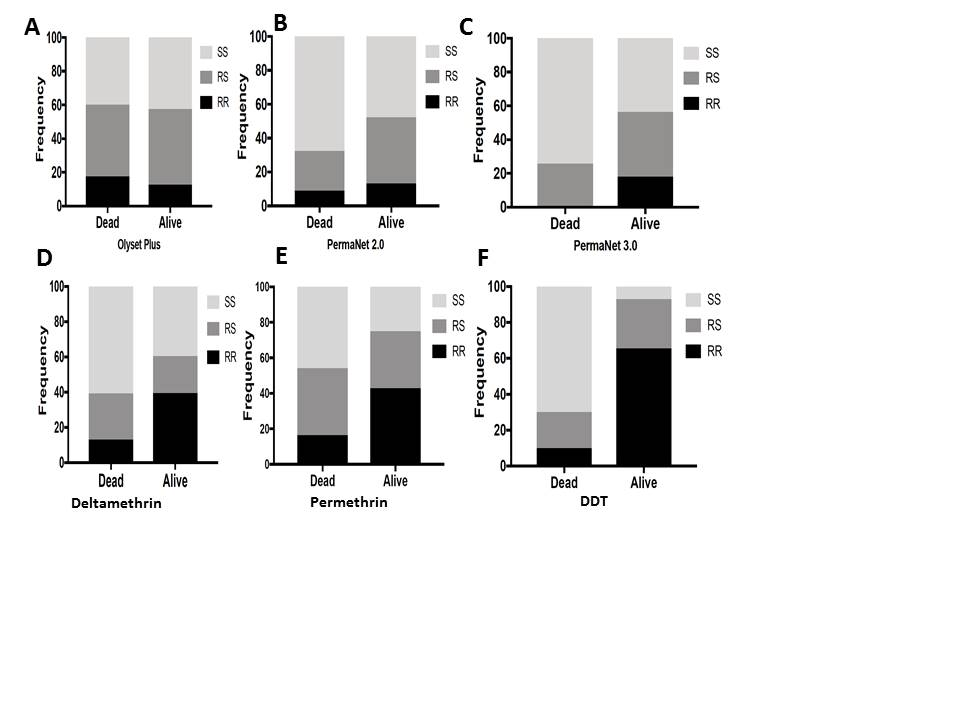 A
Frequency
100
80
60
40
20
0
SS
RS
RR
Dead Alive
Olyset Plus
B
Frequency
100
80
60
40
20
0
SS
RS
RR
Dead Alive
PermaNet 2.0
C
Frequency
100
80
60
40
20
0
SS
RS
RR
Dead Alive
PermaNet 3.0
D
Frequency
100
80
60
40
20
0
SS
RS
RR
Dead Alive
Deltamethrin
E
Frequency
100
80
60
40
20
0
SS
RS
RR
Dead Alive
Permethrin
F
Frequency
100
80
60
40
20
0
SS
RS
RR
Dead Alive
DDT